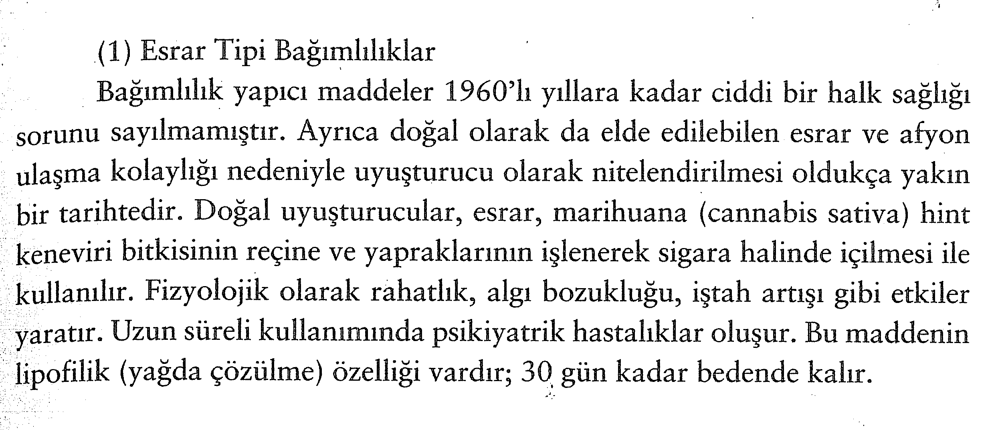 (1) Esrar Tipi Bağımlılıklar
Bağımlılık yapıcı maddeler 1960’lı yıllara kadar ciddi bir halk sağlığı
sorunu sayılmamıştır. Ayrıca doğal olarak da elde edilebilen esrar ve afyon
ulaşma kolaylığı nedeniyle uyuşturucu olarak nitelendirilmesi oldukça yakın
bir tarihtedir. Doğal uyuşturucular, esrar, marihuana (cannabis sativa) hint
keneviri bitkisinin reçine ve yapraklarının işlenerek sigara halinde içilmesi ile
kullanılır. Fizyolojik olarak rahatlık, algı bozukluğu, iştah artışı gibi etkiler
yaratır. Uzun süreli kullanımında psikiyatrik hastalıklar oluşur. Bu maddenin
lipofilik (yağda çözülme) özelliği vardır; 30 gün kadar bedende kalır.